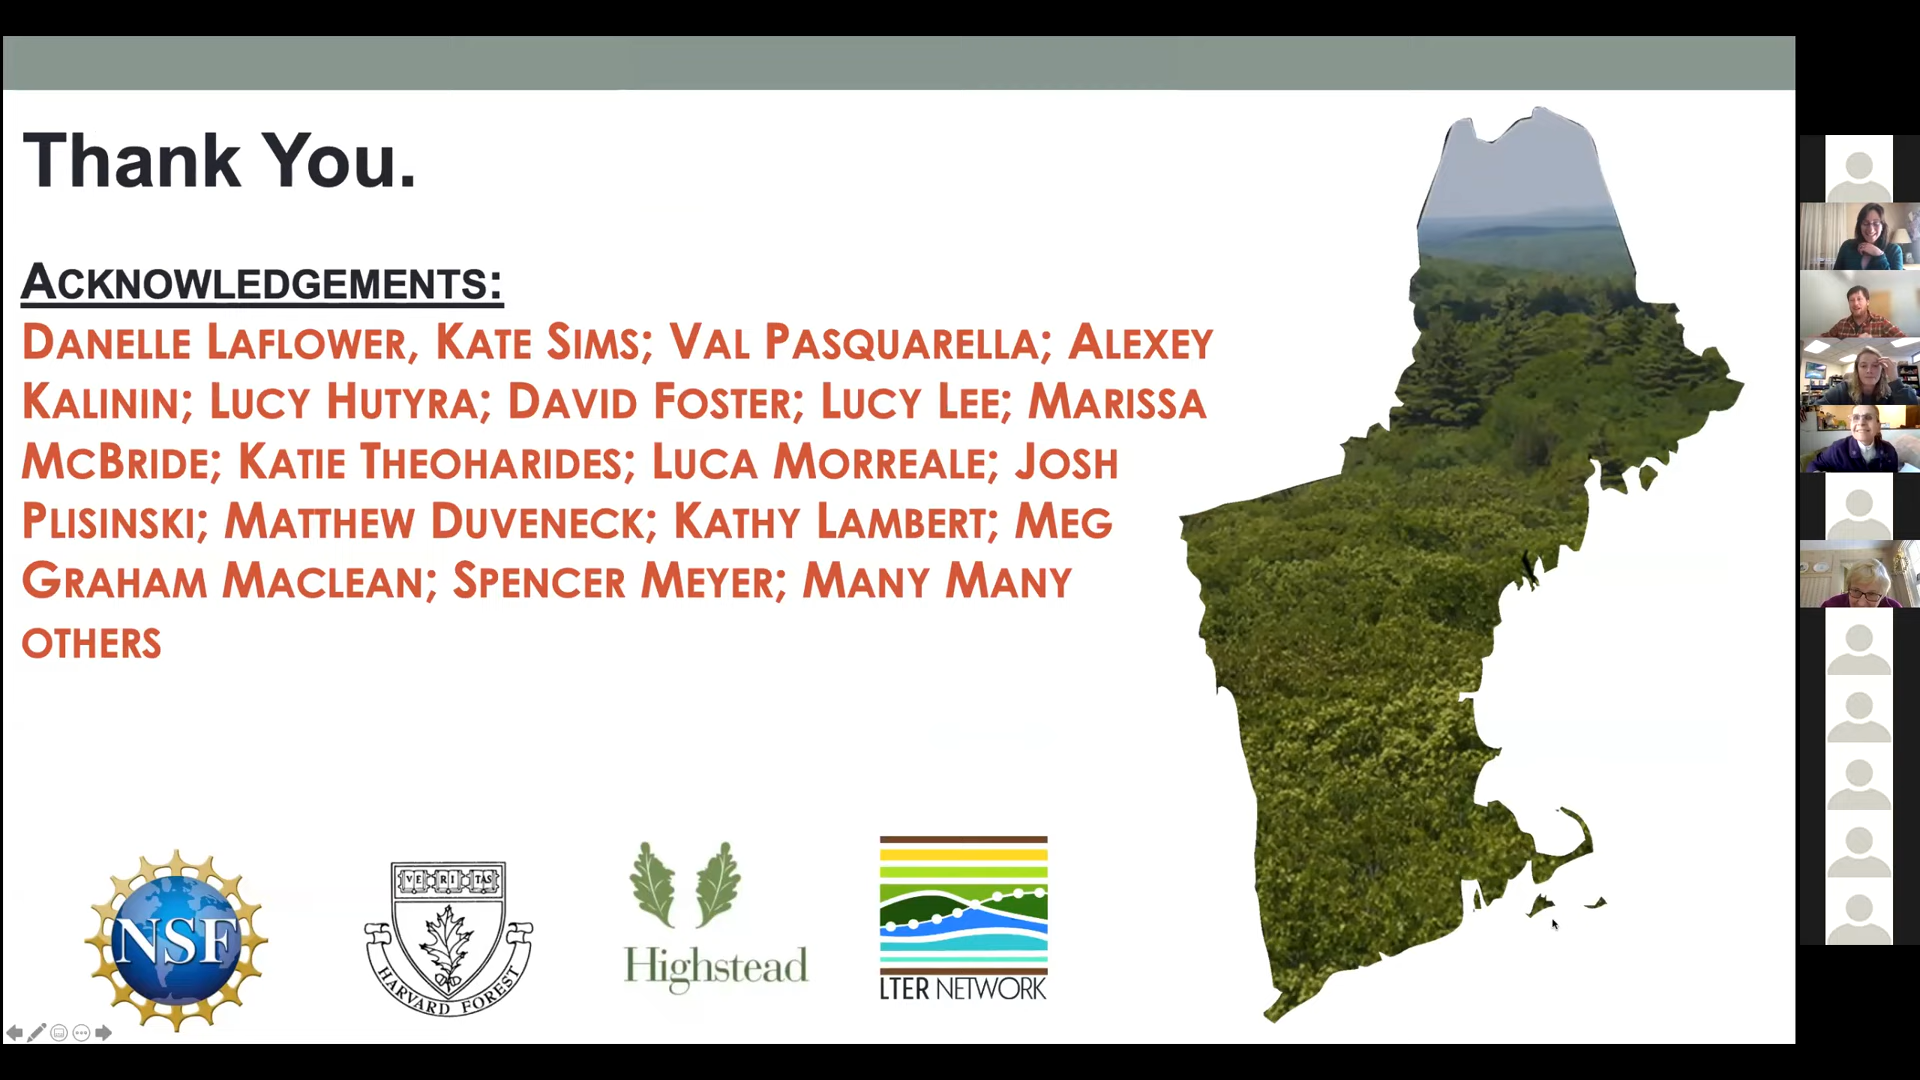 Thank You.
ACKNOWLEDGEMENTS:
DANELLE LAFLOWER, KATE SIMS; VAL PASQUARELLA; ALEXEY
KALININ; LUCY HUTYRA; DAVID FOSTER; LUCY LEE; MARISSA
MCBRIDE; KATIE THEOHARIDES; LUCA MORREALE; JOSH
PLISINSKI; MATTHEW DUVENECK; KATHY LAMBERT; MEG
GRAHAM MACLEAN; SPENCER MEYER; MANY MANY
OTHERS
NSF
VE RI TAS
HARVARD FOREST
Highstead
LTER NETWORK